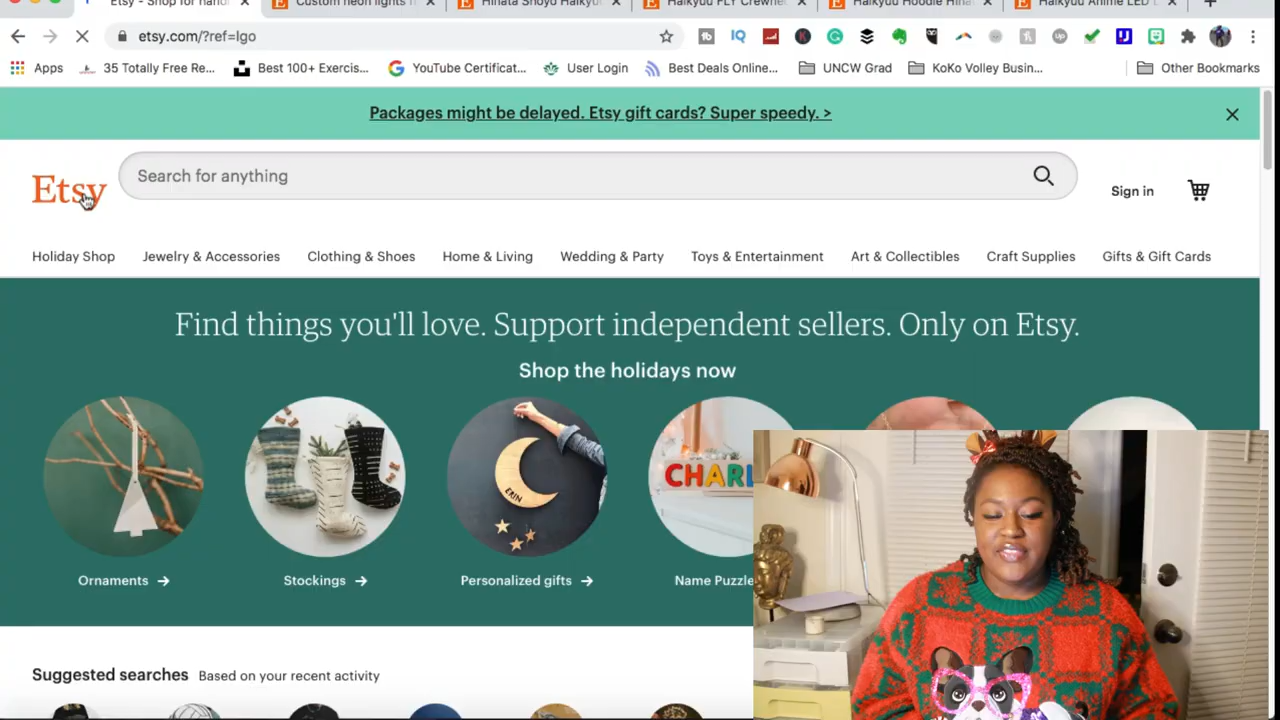 Etsy - Shop for hand
Custom neon lights f
Hinata Shoyo Haikyu
Haikyuu FLY Crewne
Haikyuu Hoodie Hina
Haikyuu Anime LED L
etsy.com/?ref=lgo
Apps
35 Totally Free Re...
Best 100+ Exercis...
YouTube Certificat...
User Login
Best Deals Online...
UNCW Grad
KoKo Volley Busin...
Other Bookmarks
Packages might be delayed. Etsy gift cards? Super speedy. >
Etsy
Search for anything
Sign in
Holiday Shop
Jewelry & Accessories
Clothing & Shoes
Home & Living
Wedding & Party
Toys & Entertainment
Art & Collectibles
Craft Supplies
Gifts & Gift Cards
Find things you'll love. Support independent sellers. Only on Etsy.
Shop the holidays now
ERIN
CHARL
Ornaments →
Stockings →
Personalized gifts →
Name Puzzle
Suggested searches Based on your recent activity